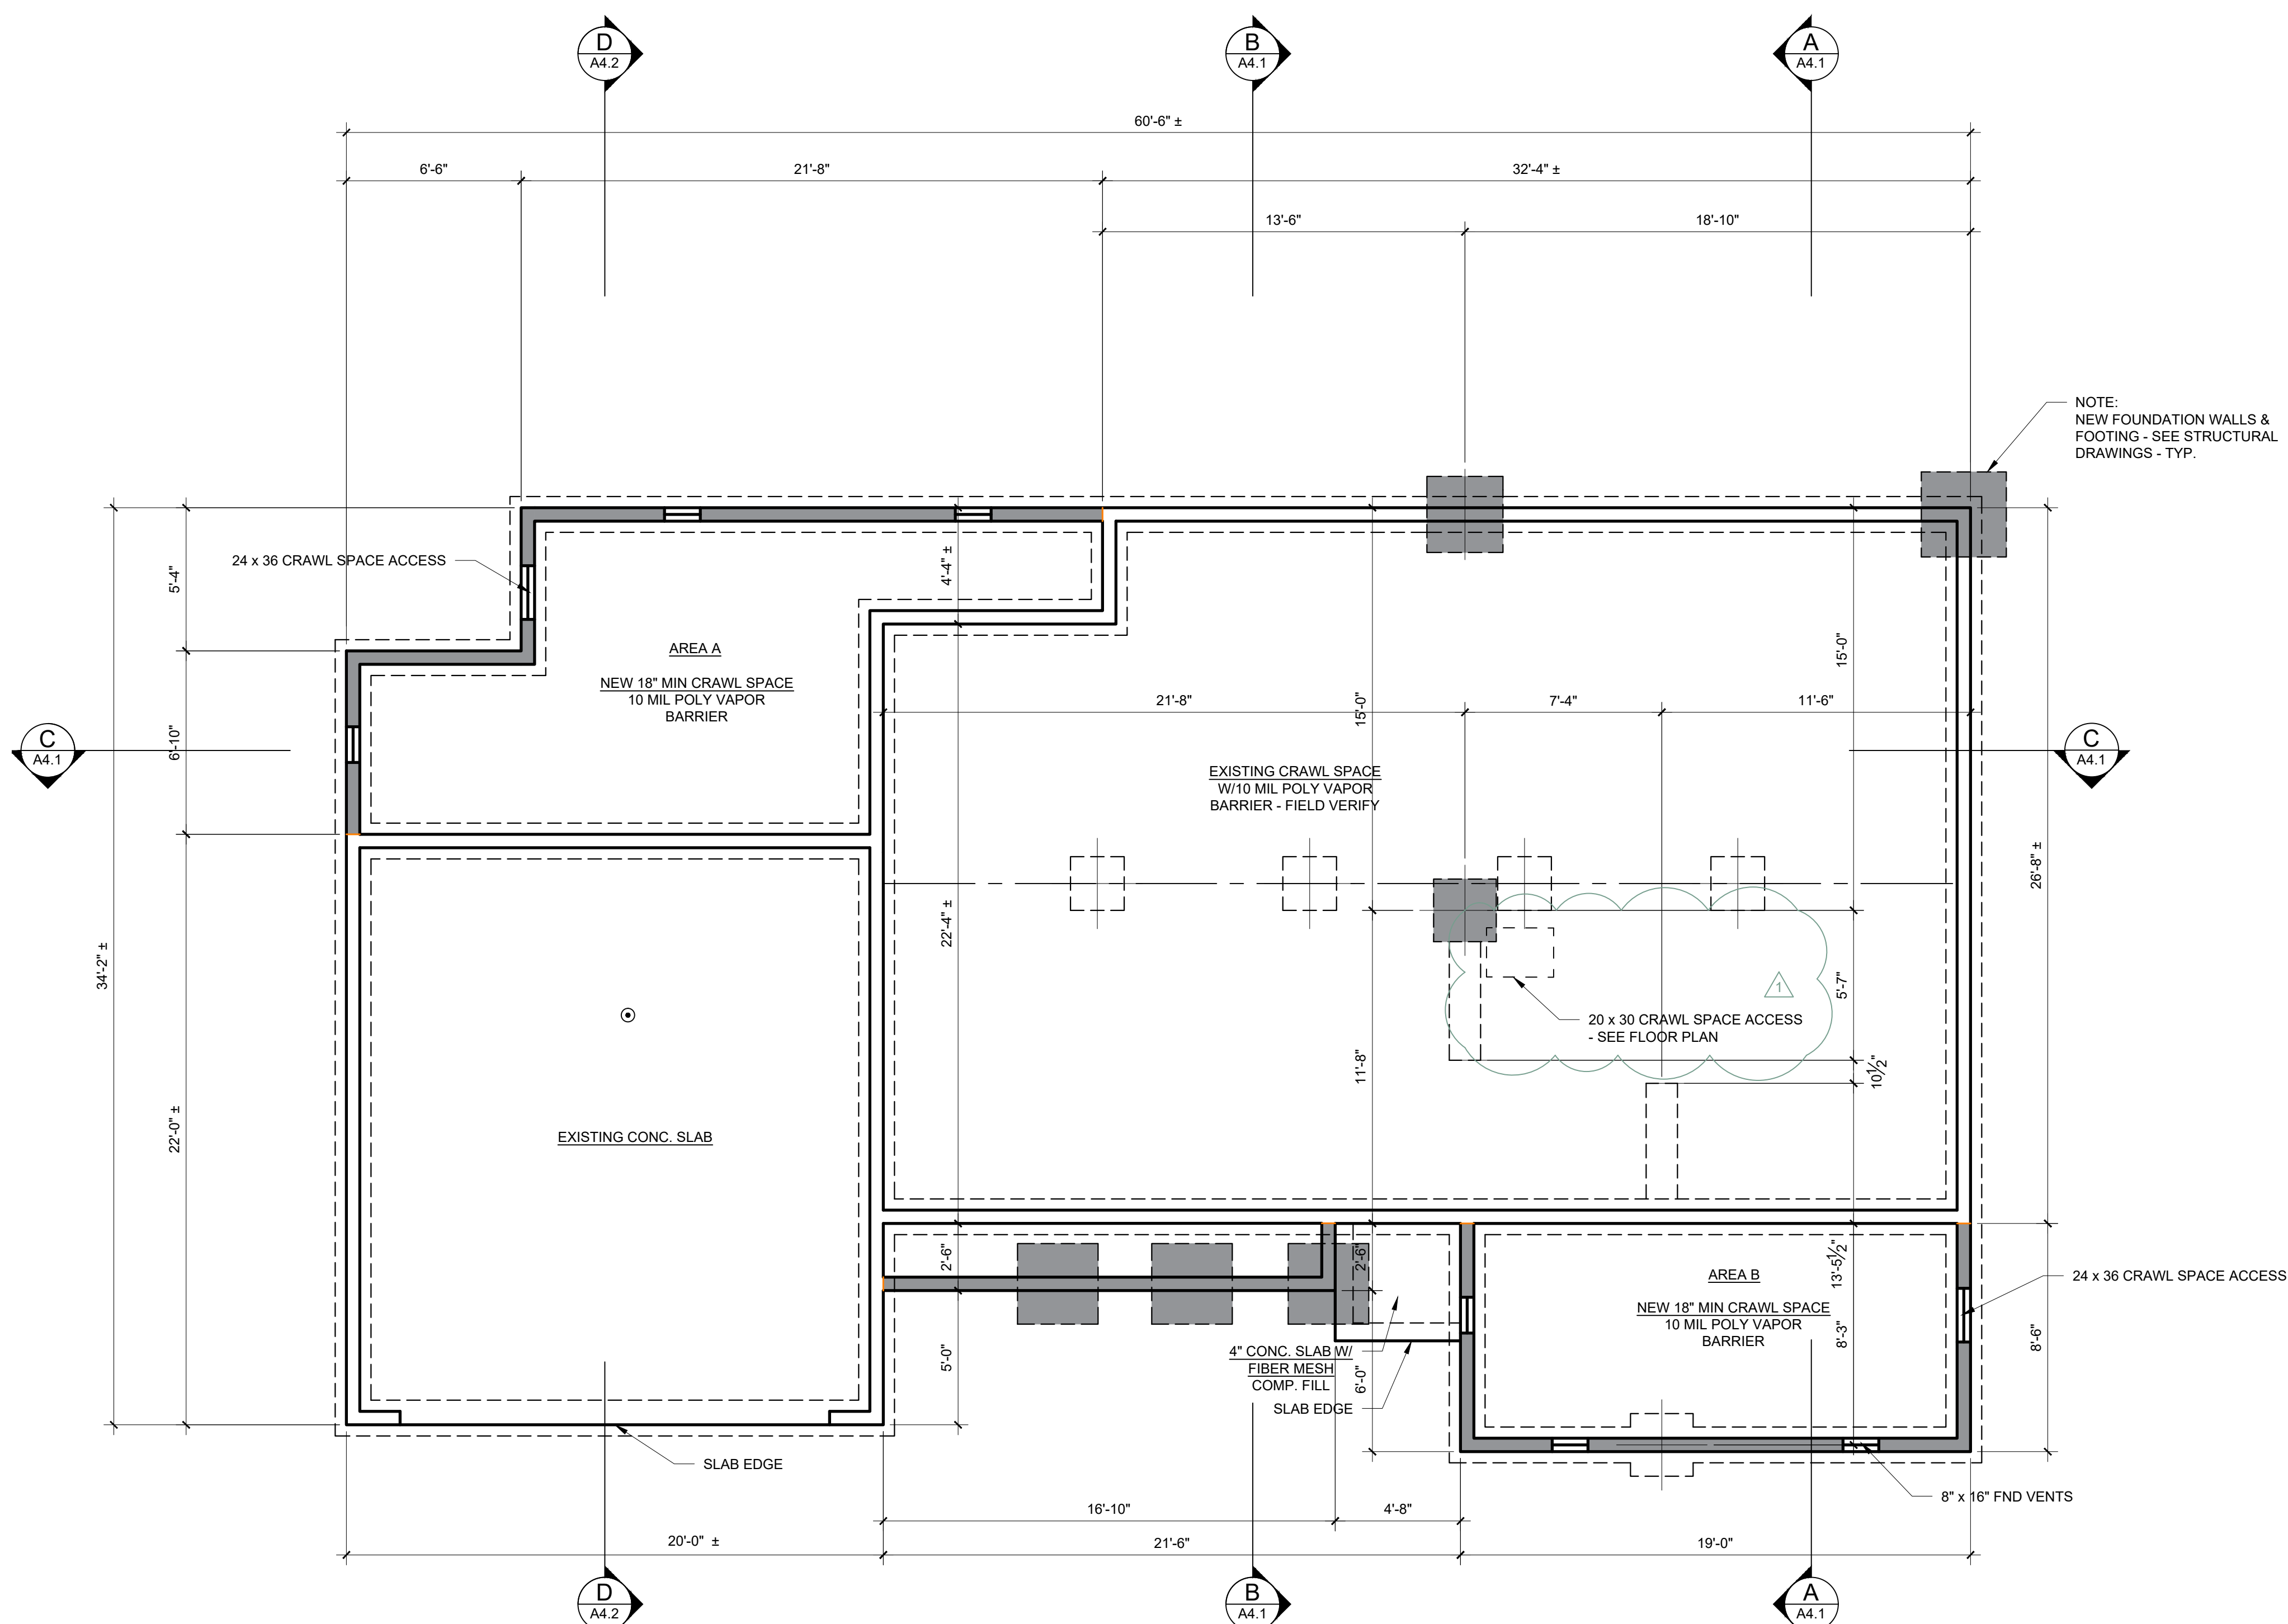 D
A4.2
B
A4.1
A
A4.1
60'-6" ±
6'-6"
21'-8"
32'-4" ±
13'-6"
18'-10"
NOTE:
NEW FOUNDATION WALLS &
FOOTING - SEE STRUCTURAL
DRAWINGS - TYP.
24 x 36 CRAWL SPACE ACCESS
5'-4"
4'-4" ±
AREA A
NEW 18" MIN CRAWL SPACE
10 MIL POLY VAPOR
BARRIER
15'-0"
15'-0"
21'-8"
7'-4"
11'-6"
C
A4.1
6'-10"
C
A4.1
EXISTING CRAWL SPACE
W/10 MIL POLY VAPOR
BARRIER - FIELD VERIFY
26'-8" ±
34'-2" ±
22'-4" ±
5'-7"
1
20 x 30 CRAWL SPACE ACCESS
- SEE FLOOR PLAN
11'-8"
10½"
22'-0" ±
EXISTING CONC. SLAB
2'-6"
2'-6"
13'-5½"
AREA B
NEW 18" MIN CRAWL SPACE
10 MIL POLY VAPOR
BARRIER
24 x 36 CRAWL SPACE ACCESS
5'-0"
4" CONC. SLAB W/
FIBER MESH
COMP. FILL
6'-0"
8'-3"
8'-6"
SLAB EDGE
SLAB EDGE
8" x 16" FND VENTS
16'-10"
4'-8"
20'-0" ±
21'-6"
19'-0"
D
A4.2
B
A4.1
A
A4.1